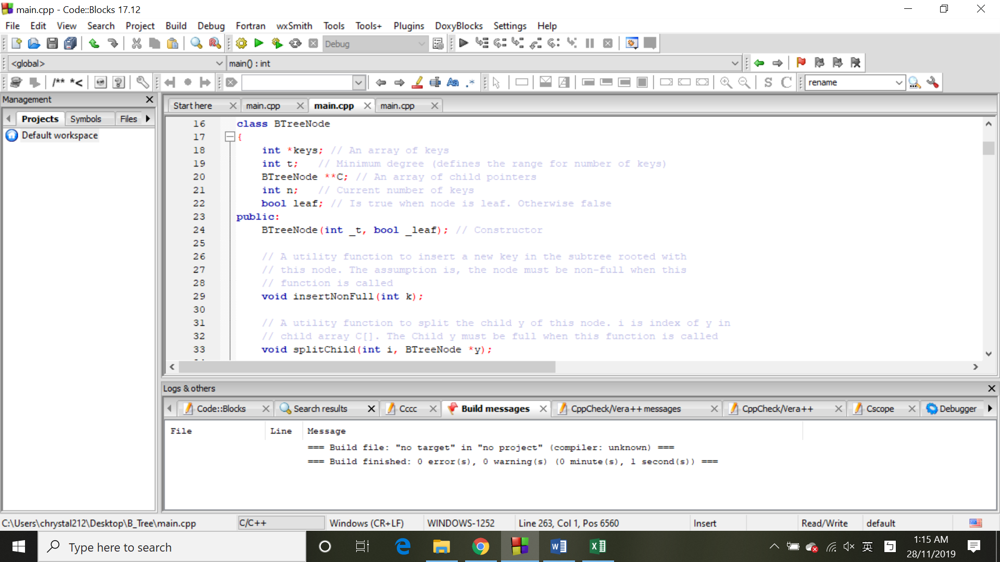 main.cpp - Code::Blocks 17.12
File Edit View Search Project Build Debug Fortran wxSmith Tools Tools+ Plugins DoxyBlocks Settings Help
Debug
<global> main() : int
/** *< Aa .* S C rename
Management
Projects Symbols Files
Default workspace
Start here main.cpp main.cpp main.cpp
16 class BTreeNode
17 {
18 int *keys; // An array of keys
19 int t; // Minimum degree (defines the range for number of keys)
20 BTreeNode **C; // An array of child pointers
21 int n; // Current number of keys
22 bool leaf; // Is true when node is leaf. Otherwise false
23 public:
24 BTreeNode(int _t, bool _leaf); // Constructor
25
26 // A utility function to insert a new key in the subtree rooted with
27 // this node. The assumption is, the node must be non-full when this
28 // function is called
29 void insertNonFull(int k);
30
31 // A utility function to split the child y of this node. i is index of y in
32 // child array C[]. The Child y must be full when this function is called
33 void splitChild(int i, BTreeNode *y);
Logs & others
Code::Blocks Search results Cccc Build messages CppCheck/Vera++ messages CppCheck/Vera++ Cscope Debugger
File Line Message
=== Build file: "no target" in "no project" (compiler: unknown) ===
=== Build finished: 0 error(s), 0 warning(s) (0 minute(s), 1 second(s)) ===
C:\Users\chrystal212\Desktop\B_Tree\main.cpp C/C++ Windows (CR+LF) WINDOWS-1252 Line 263, Col 1, Pos 6560 Insert Read/Write default
Type here to search
英
1:15 AM
28/11/2019